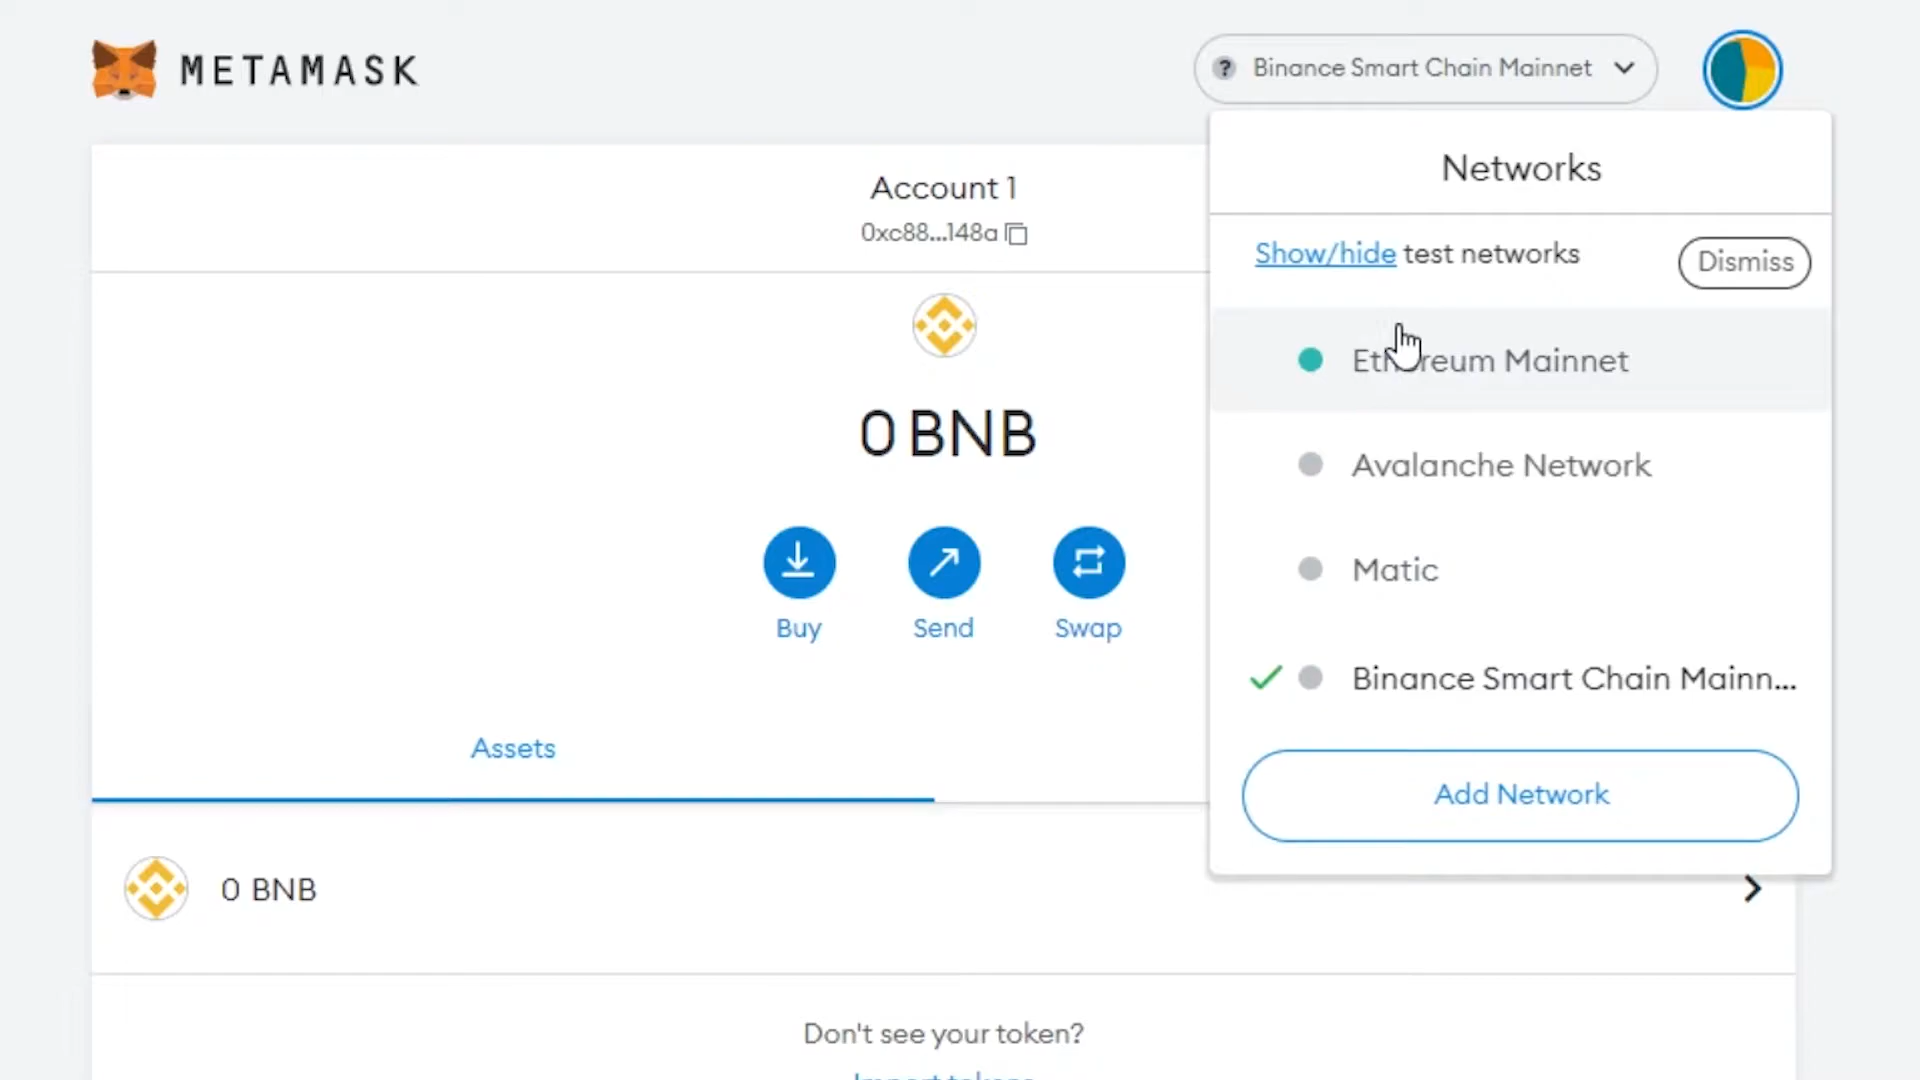 METAMASK
? Binance Smart Chain Mainnet
Account 1
0xc88...148a
0 BNB
Buy
Send
Swap
Networks
Show/hide test networks
Dismiss
Ethereum Mainnet
Avalanche Network
Matic
Binance Smart Chain Mainn...
Add Network
Assets
0 BNB
Don't see your token?
Import tokens